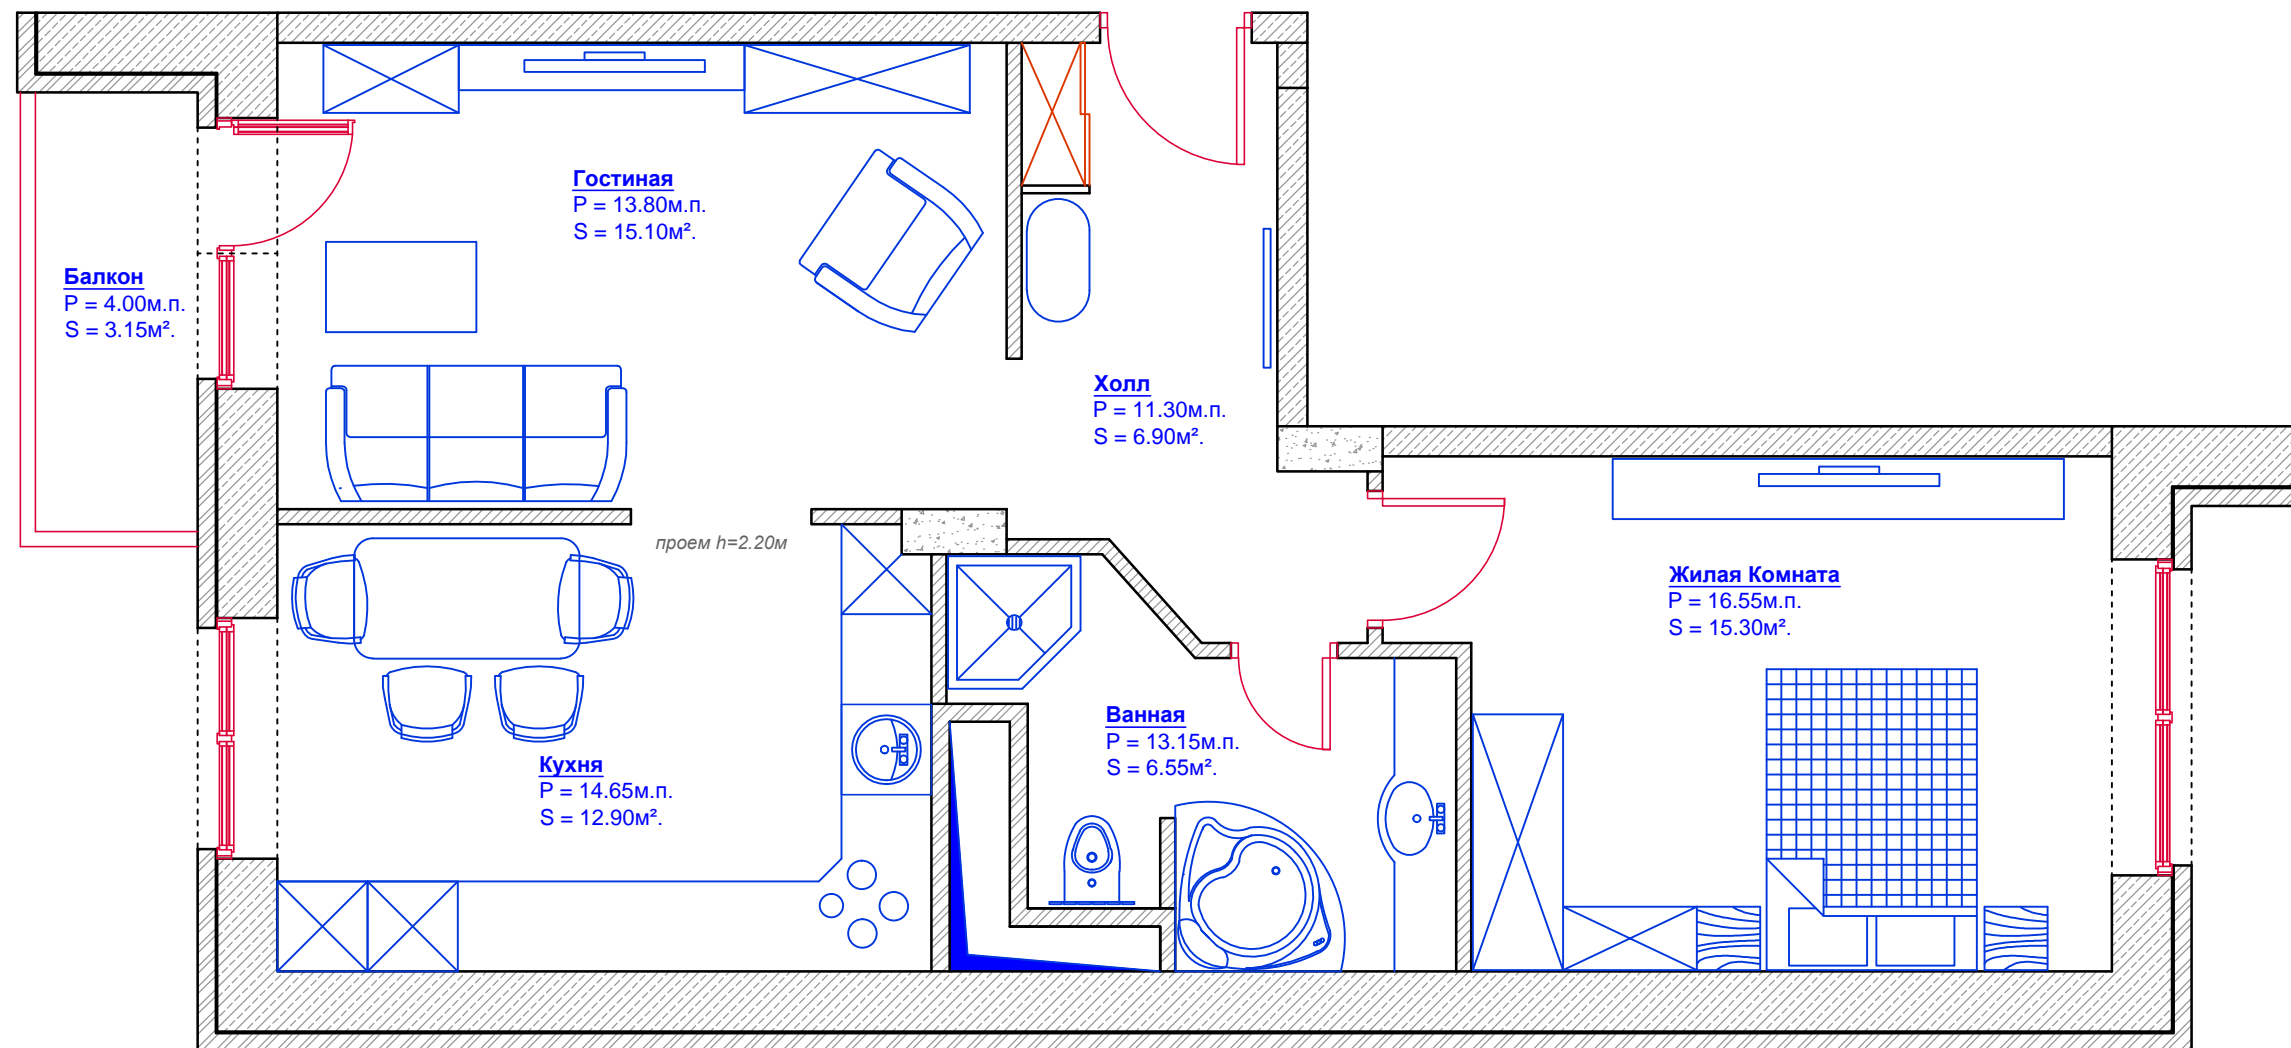 Гостиная
P = 13.80м.п.
S = 15.10м².
Балкон
P = 4.00м.п.
S = 3.15м².
Холл
P = 11.30м.п.
S = 6.90м².
проем h=2.20м
Жилая Комната
P = 16.55м.п.
S = 15.30м².
Ванная
P = 13.15м.п.
S = 6.55м².
Кухня
P = 14.65м.п.
S = 12.90м².